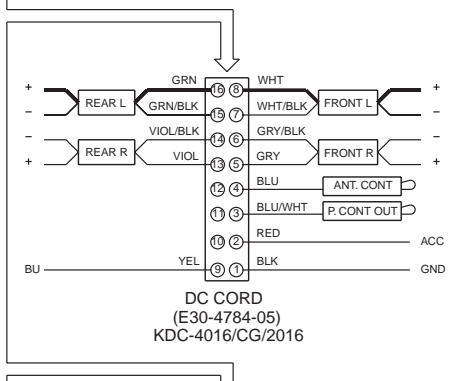 GRN 16 8 WHT
+ REAR L FRONT L +
− GRN/BLK 15 7 WHT/BLK −
− VIOL/BLK 14 6 GRY/BLK −
REAR R FRONT R
+ VIOL 13 5 GRY +
12 4 BLU ANT. CONT
11 3 BLU/WHT P. CONT OUT
10 2 RED ACC
BU YEL 9 1 BLK GND
DC CORD
(E30-4784-05)
KDC-4016/CG/2016